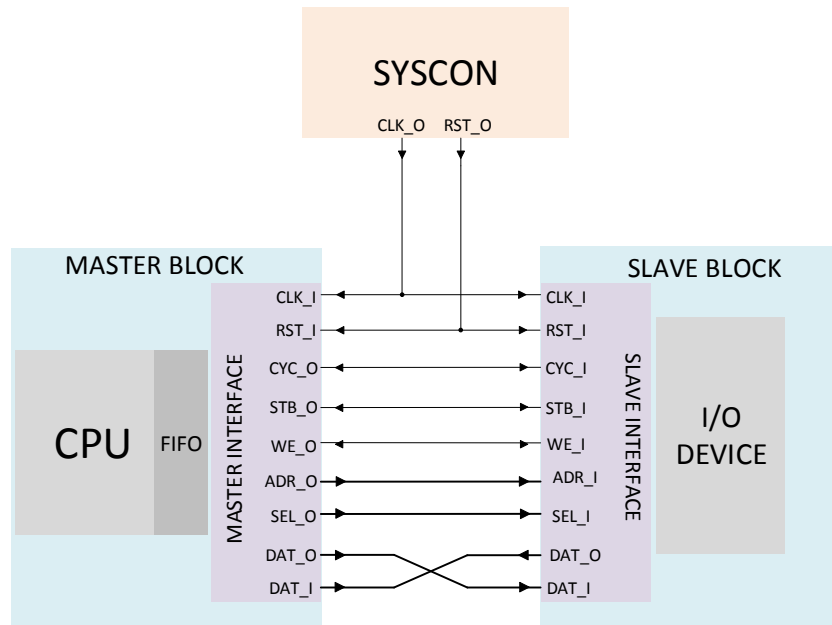 SYSCON
CLK_O RST_O
MASTER BLOCK
SLAVE BLOCK
CLK_I
RST_I
CYC_O
STB_O
WE_O
ADR_O
SEL_O
DAT_O
DAT_I
MASTER INTERFACE
CPU
FIFO
CLK_I
RST_I
CYC_I
STB_I
WE_I
ADR_I
SEL_I
DAT_O
DAT_I
SLAVE INTERFACE
I/O
DEVICE